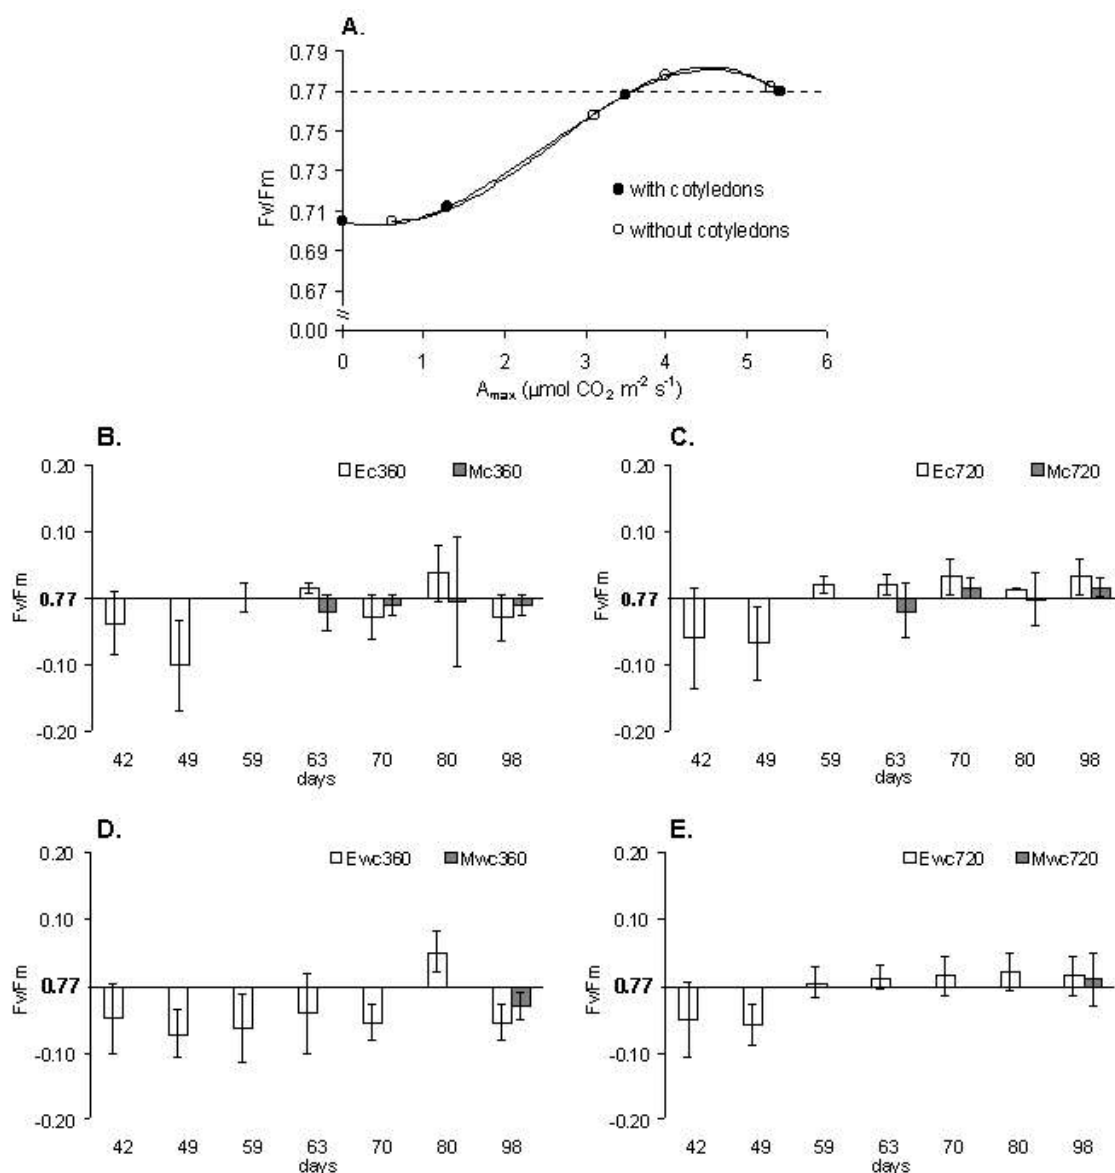 A.
0.79
0.77
0.75
0.73
0.71
0.69
0.67
0.00
Fv/Fm
with cotyledons
without cotyledons
0 1 2 3 4 5 6
Amax (µmol CO2 m-2 s-1)
B.
0.20
0.10
0.77
-0.10
-0.20
Fv/Fm
Ec360 Mc360
42 49 59 63 70 80 98
days
C.
0.20
0.10
0.77
-0.10
-0.20
Fv/Fm
Ec720 Mc720
42 49 59 63 70 80 98
days
D.
0.20
0.10
0.77
-0.10
-0.20
Fv/Fm
Ewc360 Mwc360
42 49 59 63 70 80 98
days
E.
0.20
0.10
0.77
-0.10
-0.20
Fv/Fm
Ewc720 Mwc720
42 49 59 63 70 80 98
days